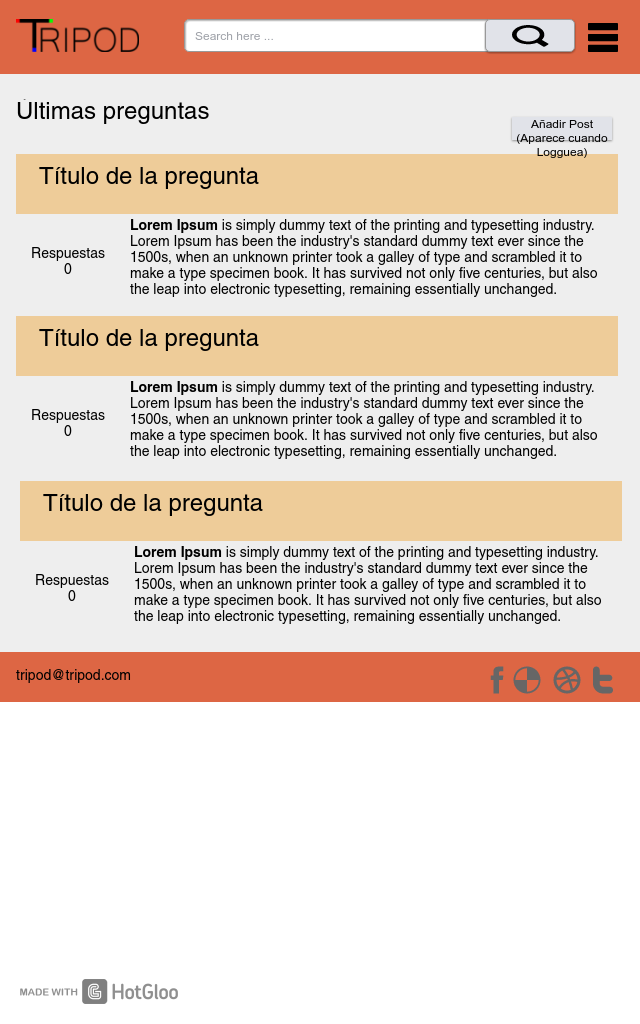 TRIPOD
Search here ...
Últimas preguntas
Añadir Post
(Aparece cuando
Logguea)
Título de la pregunta
Respuestas
0
Lorem Ipsum is simply dummy text of the printing and typesetting industry.
Lorem Ipsum has been the industry's standard dummy text ever since the
1500s, when an unknown printer took a galley of type and scrambled it to
make a type specimen book. It has survived not only five centuries, but also
the leap into electronic typesetting, remaining essentially unchanged.
Título de la pregunta
Respuestas
0
Lorem Ipsum is simply dummy text of the printing and typesetting industry.
Lorem Ipsum has been the industry's standard dummy text ever since the
1500s, when an unknown printer took a galley of type and scrambled it to
make a type specimen book. It has survived not only five centuries, but also
the leap into electronic typesetting, remaining essentially unchanged.
Título de la pregunta
Respuestas
0
Lorem Ipsum is simply dummy text of the printing and typesetting industry.
Lorem Ipsum has been the industry's standard dummy text ever since the
1500s, when an unknown printer took a galley of type and scrambled it to
make a type specimen book. It has survived not only five centuries, but also
the leap into electronic typesetting, remaining essentially unchanged.
tripod@tripod.com
MADE WITH HotGloo